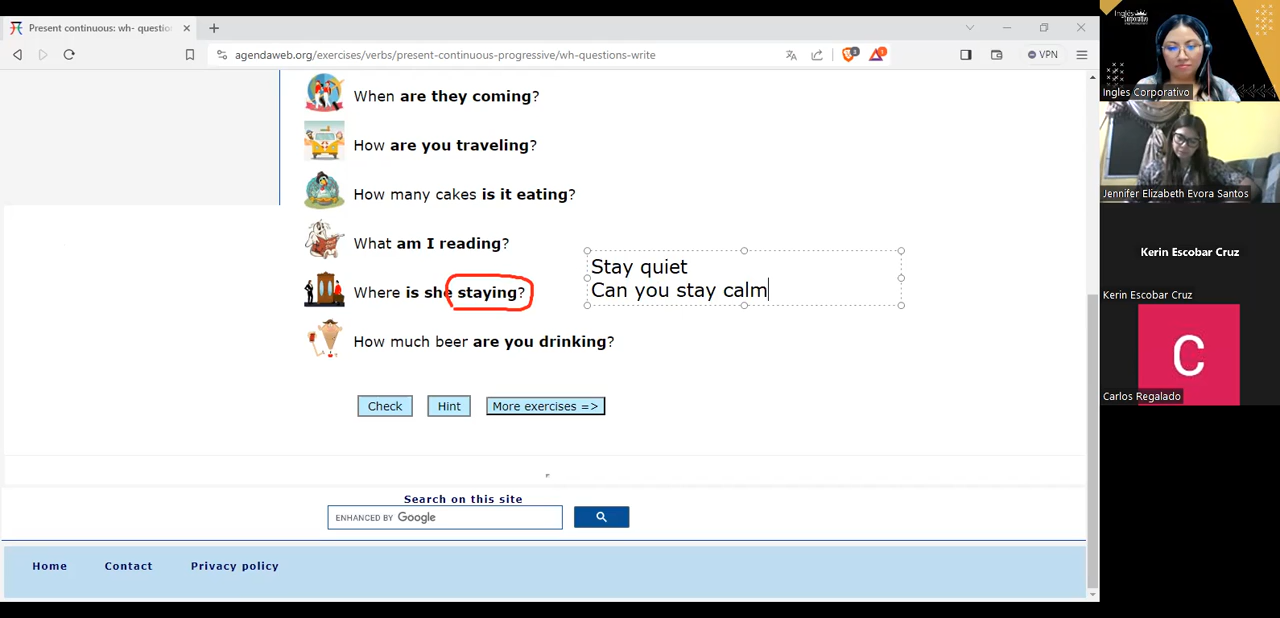 Present continuous: wh- questio
agendaweb.org/exercises/verbs/present-continuous-progressive/wh-questions-write
3
1
VPN
When are they coming?
How are you traveling?
How many cakes is it eating?
What am I reading?
Where is she staying?
How much beer are you drinking?
Stay quiet
Can you stay calm
Check
Hint
More exercises =>
Search on this site
ENHANCED BY Google
Home
Contact
Privacy policy
Inglés
Corporativo
Ingles Corporativo
Jennifer Elizabeth Evora Santos
Kerin Escobar Cruz
Kerin Escobar Cruz
C
Carlos Regalado